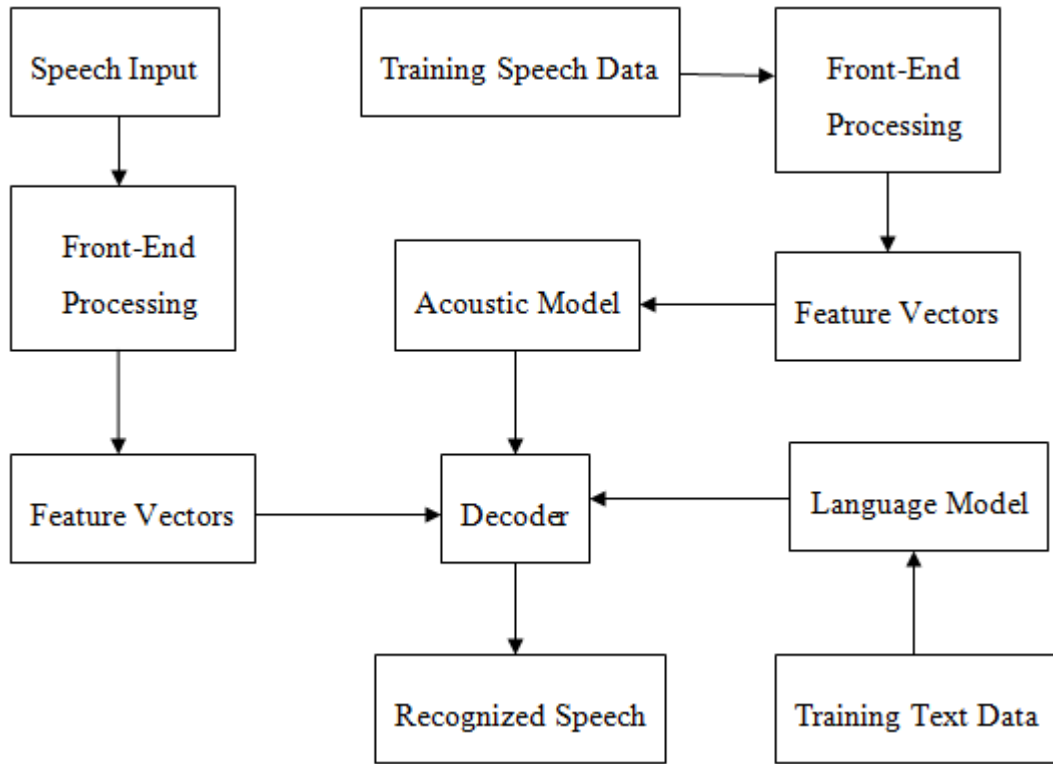 Speech Input
Training Speech Data
Front-End
Processing
Front-End
Processing
Acoustic Model
Feature Vectors
Feature Vectors
Decoder
Language Model
Recognized Speech
Training Text Data